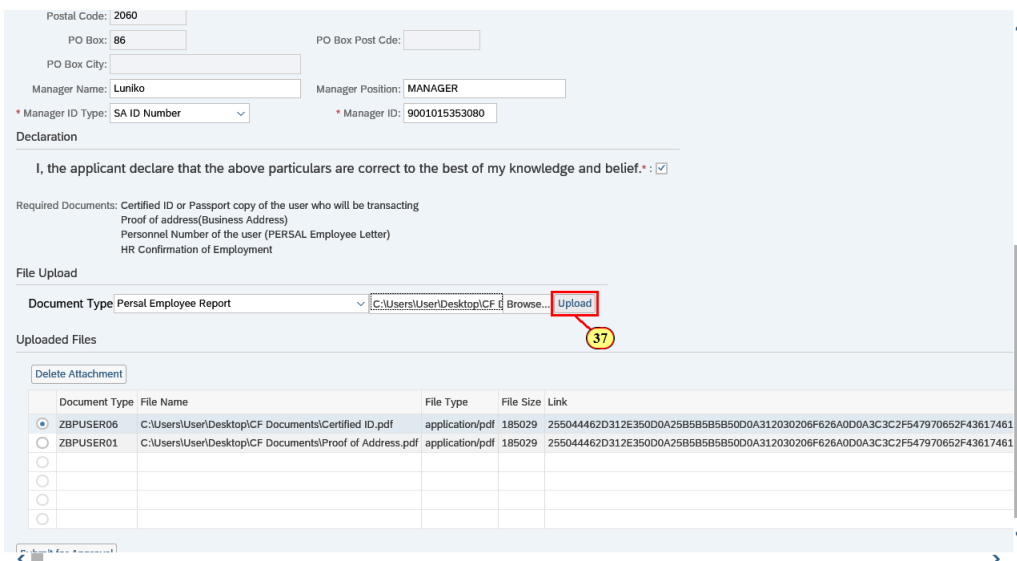 Postal Code: 2060
PO Box: 86 PO Box Post Cde:
PO Box City:
Manager Name: Luniko Manager Position: MANAGER
* Manager ID Type: SA ID Number * Manager ID: 9001015353080
Declaration
I, the applicant declare that the above particulars are correct to the best of my knowledge and belief.* :
Required Documents: Certified ID or Passport copy of the user who will be transacting
Proof of address(Business Address)
Personnel Number of the user (PERSAL Employee Letter)
HR Confirmation of Employment
File Upload
Document Type Persal Employee Report C:\Users\User\Desktop\CF D Browse... Upload
37
Uploaded Files
Delete Attachment
Document Type File Name File Type File Size Link
ZBPUSER06 C:\Users\User\Desktop\CF Documents\Certified ID.pdf application/pdf 185029 255044462D312E350D0A25B5B5B5B50D0A312030206F626A0D0A3C3C2F547970652F43617461
ZBPUSER01 C:\Users\User\Desktop\CF Documents\Proof of Address.pdf application/pdf 185029 255044462D312E350D0A25B5B5B5B50D0A312030206F626A0D0A3C3C2F547970652F43617461
Submit for Approval